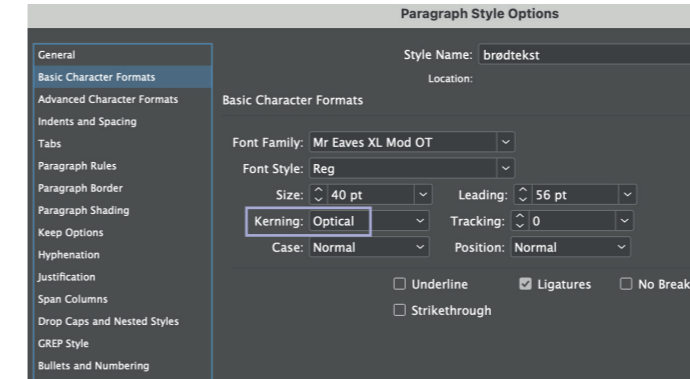 Paragraph Style Options
General
Basic Character Formats
Advanced Character Formats
Indents and Spacing
Tabs
Paragraph Rules
Paragraph Border
Paragraph Shading
Keep Options
Hyphenation
Justification
Span Columns
Drop Caps and Nested Styles
GREP Style
Bullets and Numbering
Style Name: brødtekst
Location:
Basic Character Formats
Font Family: Mr Eaves XL Mod OT
Font Style: Reg
Size: 40 pt Leading: 56 pt
Kerning: Optical Tracking: 0
Case: Normal Position: Normal
Underline Ligatures No Break
Strikethrough